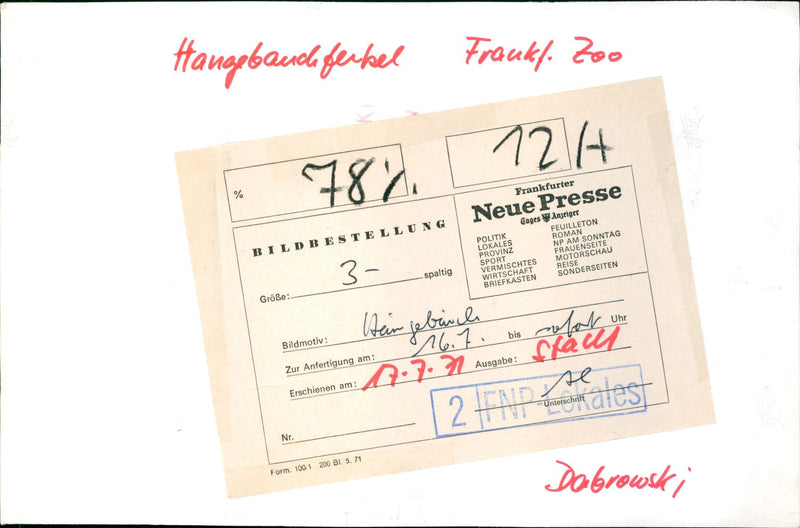 Hängebauchferkel Frankf. Zoo
% 78%
12/H
Frankfurter
Neue Presse
Tages Anzeiger
POLITIK
LOKALES
PROVINZ
SPORT
VERMISCHTES
WIRTSCHAFT
BRIEFKASTEN
FEUILLETON
ROMAN
NP AM SONNTAG
FRAUENSEITE
MOTORSCHAU
REISE
SONDERSEITEN
BILDBESTELLUNG
Größe: 3- spaltig
Bildmotiv: Hängebäuch
Zur Anfertigung am: 16.7. bis sofort Uhr
Erschienen am: 17.7.71 Ausgabe: Stadt
2 FNP-Lokales
Unterschrift
Nr.
Form. 100/1 200 Bl. 5. 71
Dabrowski